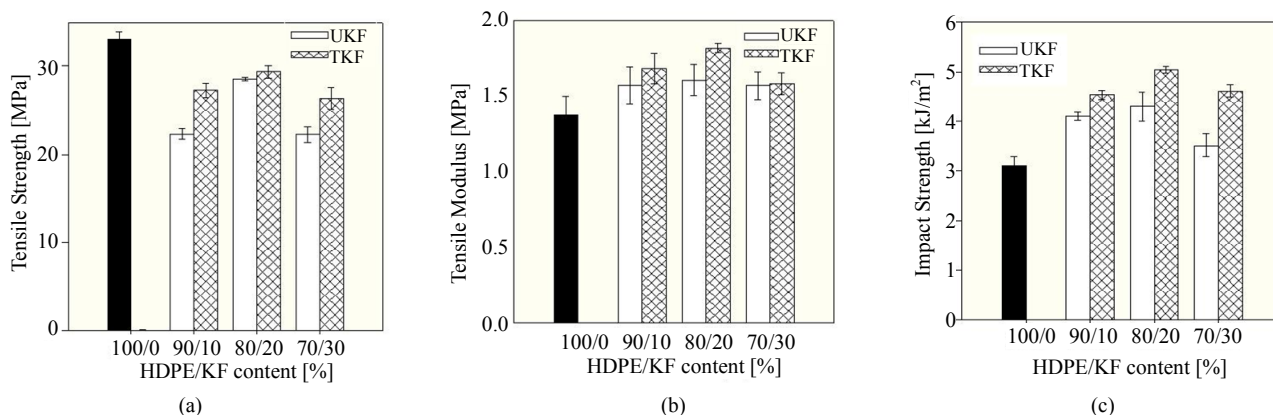 Tensile Strength [MPa]
30
20
10
0
UKF
TKF
100/0 90/10 80/20 70/30
HDPE/KF content [%]
(a)
Tensile Modulus [MPa]
2.0
1.5
1.0
0.5
0.0
UKF
TKF
100/0 90/10 80/20 70/30
HDPE/KF content [%]
(b)
Impact Strength [kJ/m²]
6
5
4
3
2
1
0
UKF
TKF
100/0 90/10 80/20 70/30
HDPE/KF content [%]
(c)